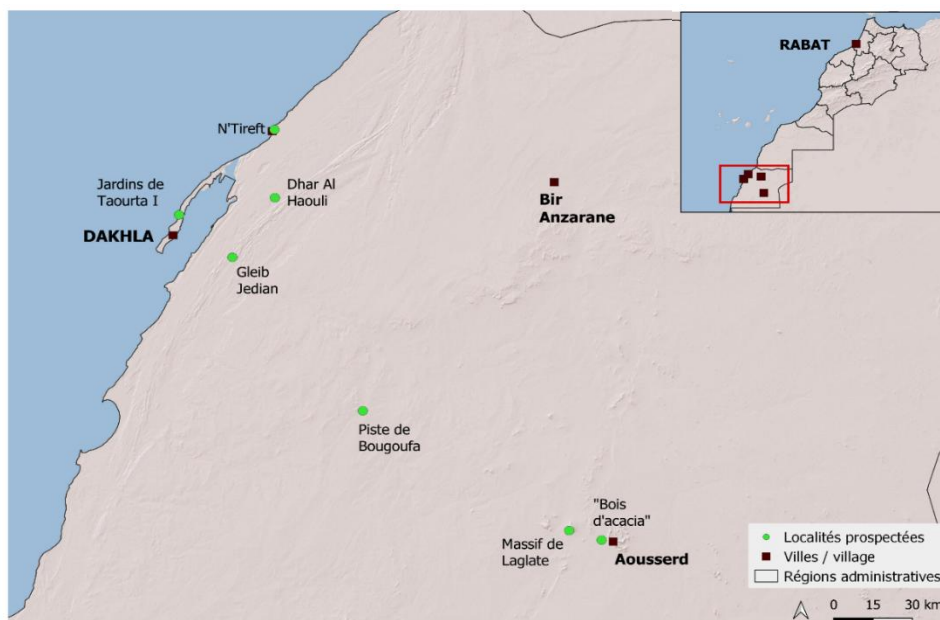 RABAT
N'Tireft
Jardins de
Taourta I
Dhar Al
Haouli
DAKHLA
Bir
Anzarane
Gleib
Jedian
Piste de
Bougoufa
"Bois
d'acacia"
Massif de
Laglate
Aousserd
Localités prospectées
Villes / village
Régions administratives
0 15 30 km